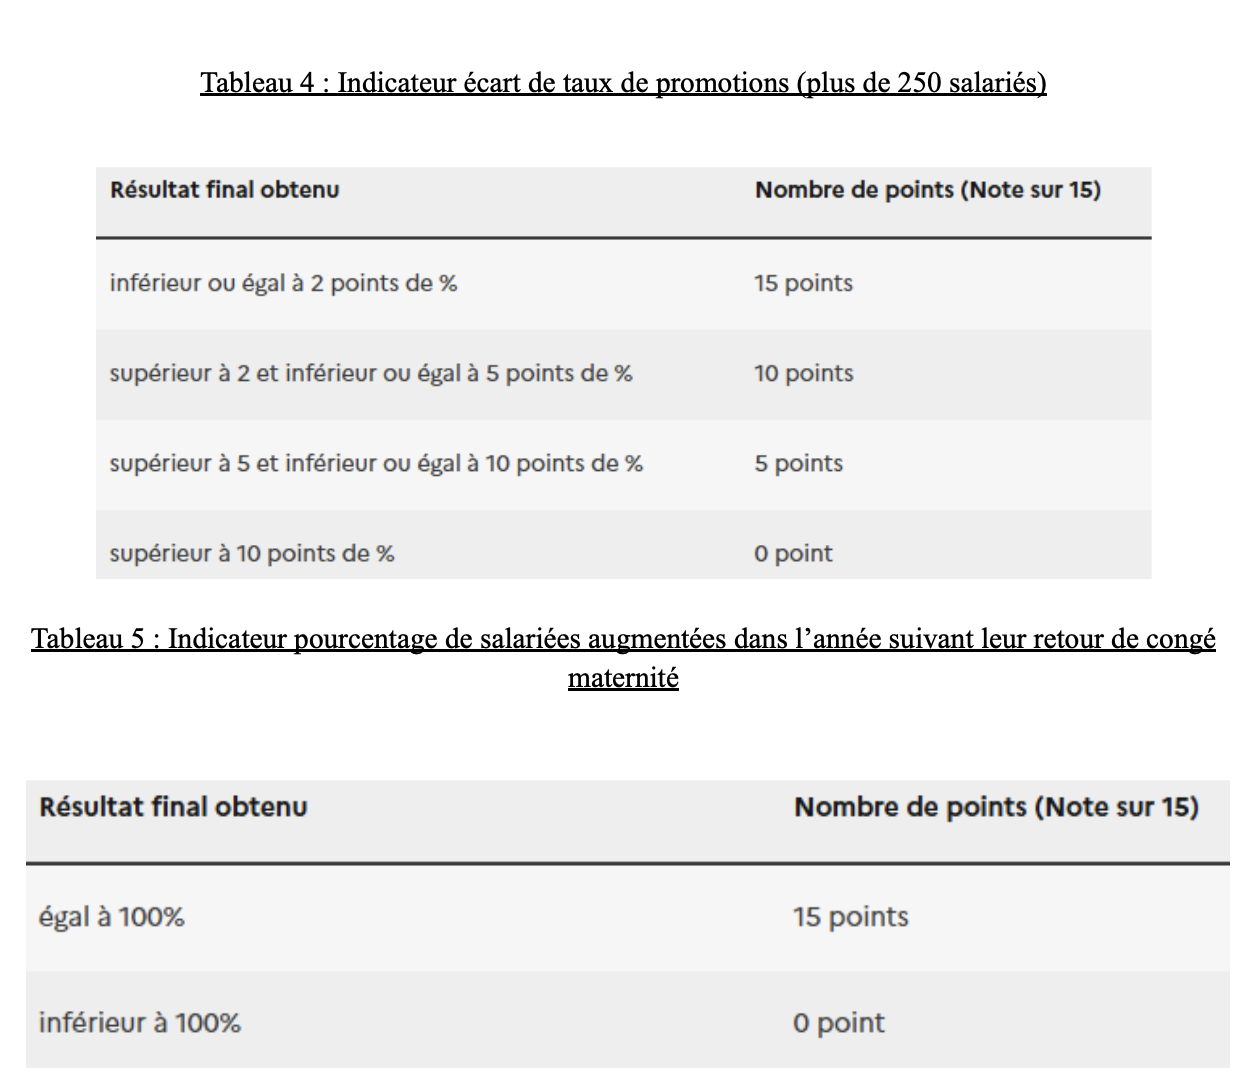 Tableau 4 : Indicateur écart de taux de promotions (plus de 250 salariés)
Résultat final obtenu Nombre de points (Note sur 15)
inférieur ou égal à 2 points de % 15 points
supérieur à 2 et inférieur ou égal à 5 points de % 10 points
supérieur à 5 et inférieur ou égal à 10 points de % 5 points
supérieur à 10 points de % 0 point
Tableau 5 : Indicateur pourcentage de salariées augmentées dans l’année suivant leur retour de congé
maternité
Résultat final obtenu Nombre de points (Note sur 15)
égal à 100% 15 points
inférieur à 100% 0 point